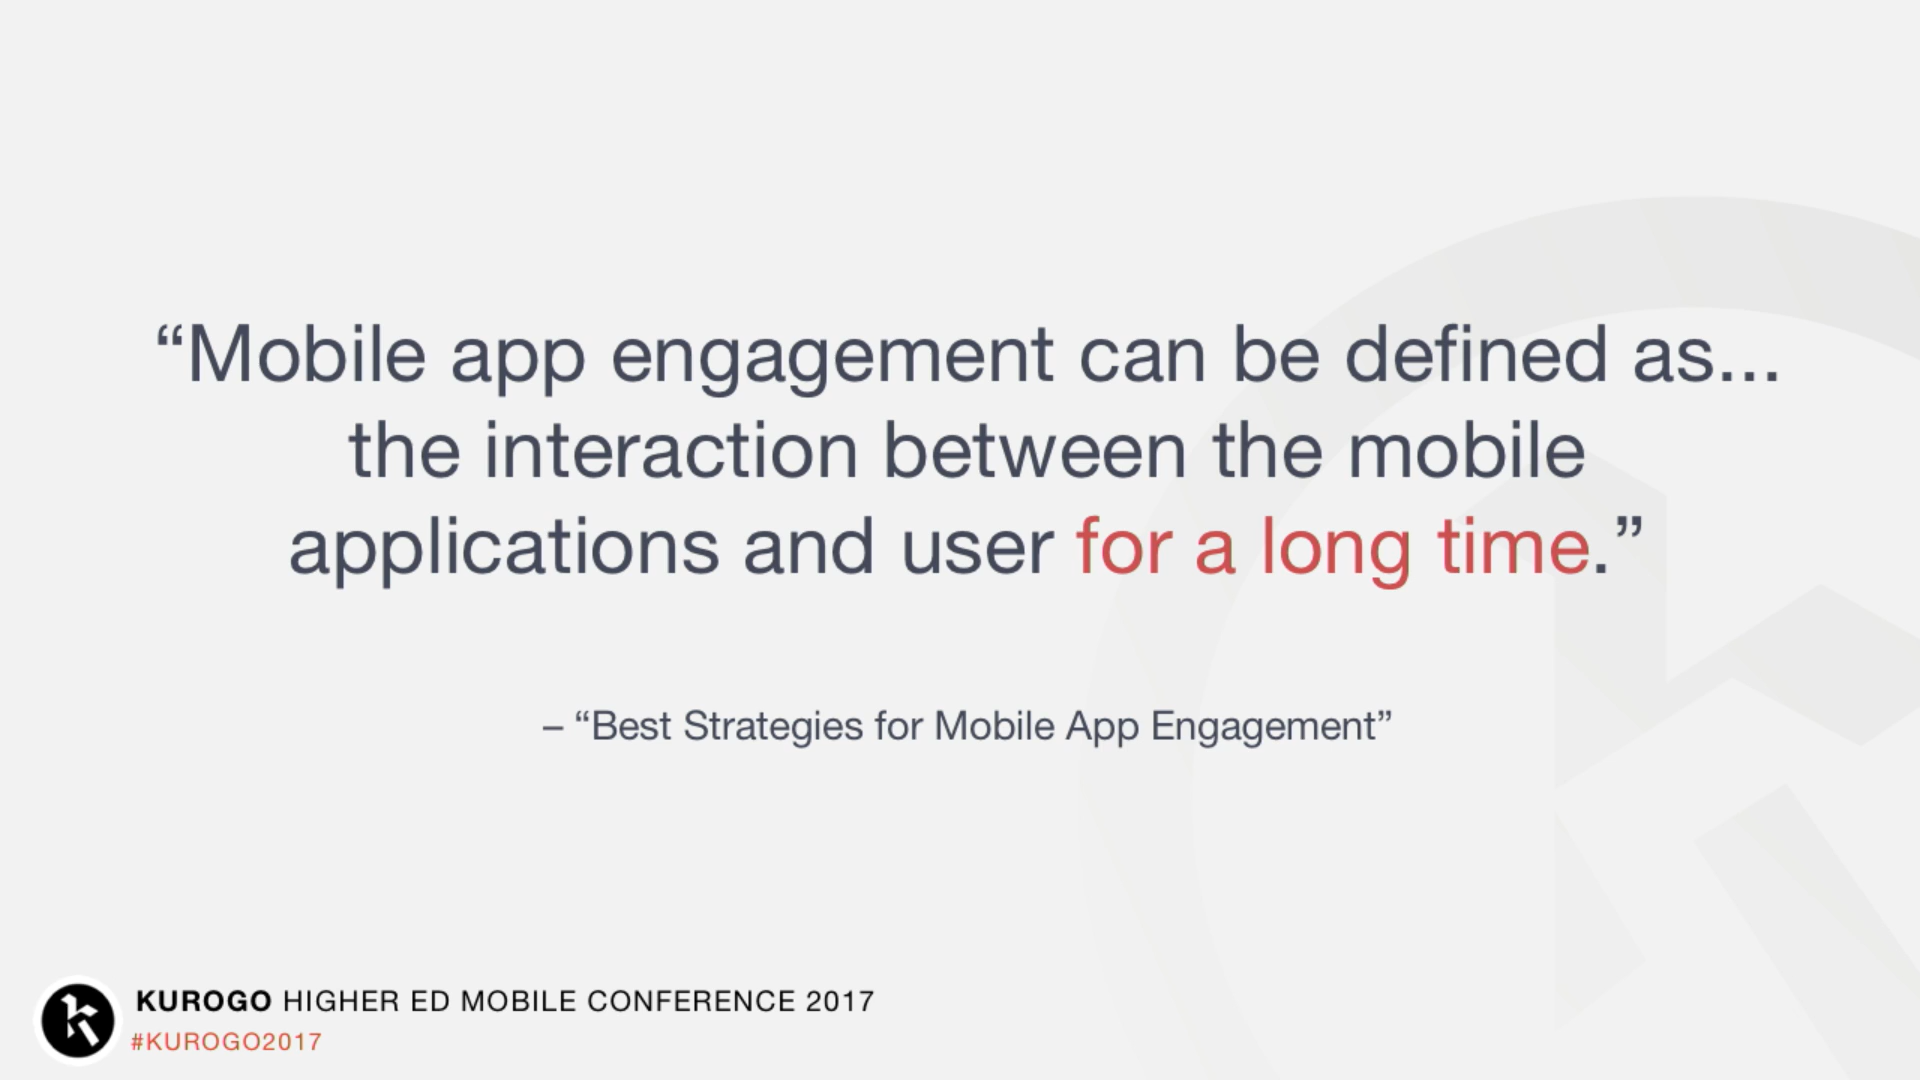 “Mobile app engagement can be defined as...
the interaction between the mobile
applications and user for a long time.”
– “Best Strategies for Mobile App Engagement”
KUROGO HIGHER ED MOBILE CONFERENCE 2017
#KUROGO2017